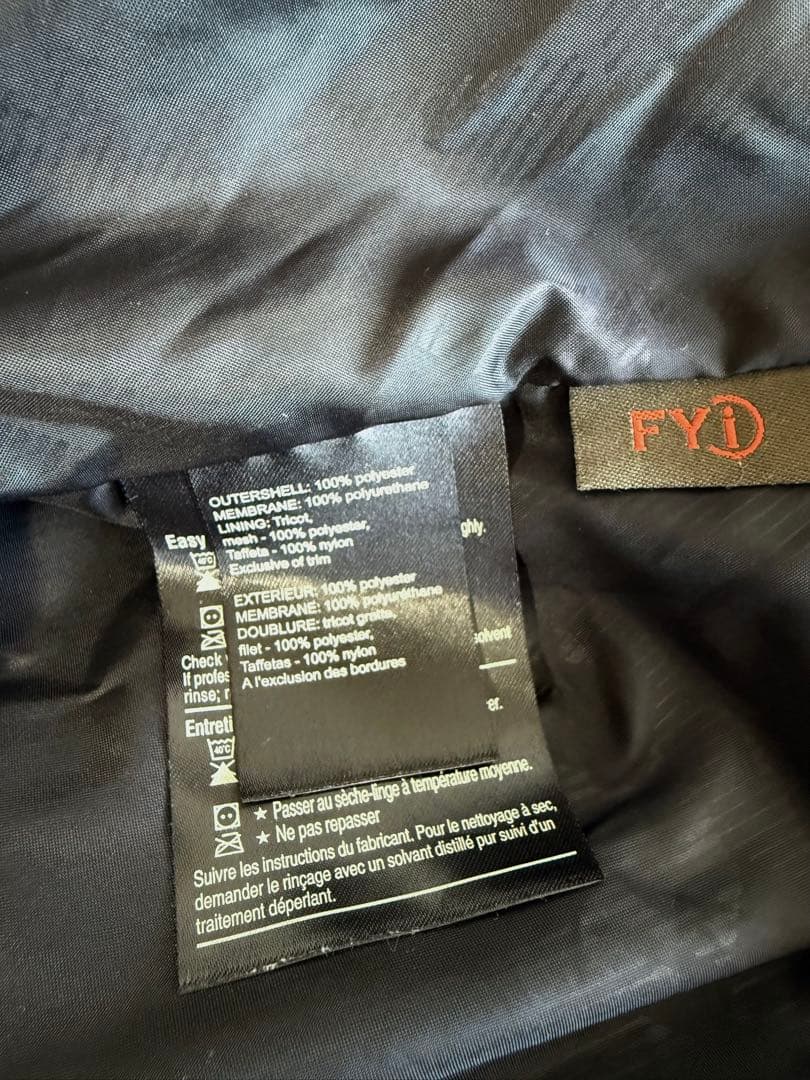 FYi
OUTERSHELL: 100% polyester
MEMBRANE: 100% polyurethane
LINING: Tricot,
mesh - 100% polyester,
Taffeta - 100% nylon
Exclusive of trim
EXTERIEUR: 100% polyester
MEMBRANE: 100% polyuréthane
DOUBLURE: tricot gratte,
filet - 100% polyester,
Taffetas - 100% nylon
A l'exclusion des bordures
Easy
ghly.
40°C
Check
If profes
solvent
rinse; r
er.
Entreti
40°C
★ Passer au sèche-linge à température moyenne.
★ Ne pas repasser
Suivre les instructions du fabricant. Pour le nettoyage à sec,
demander le rinçage avec un solvant distillé pur suivi d'un
traitement déperlant.